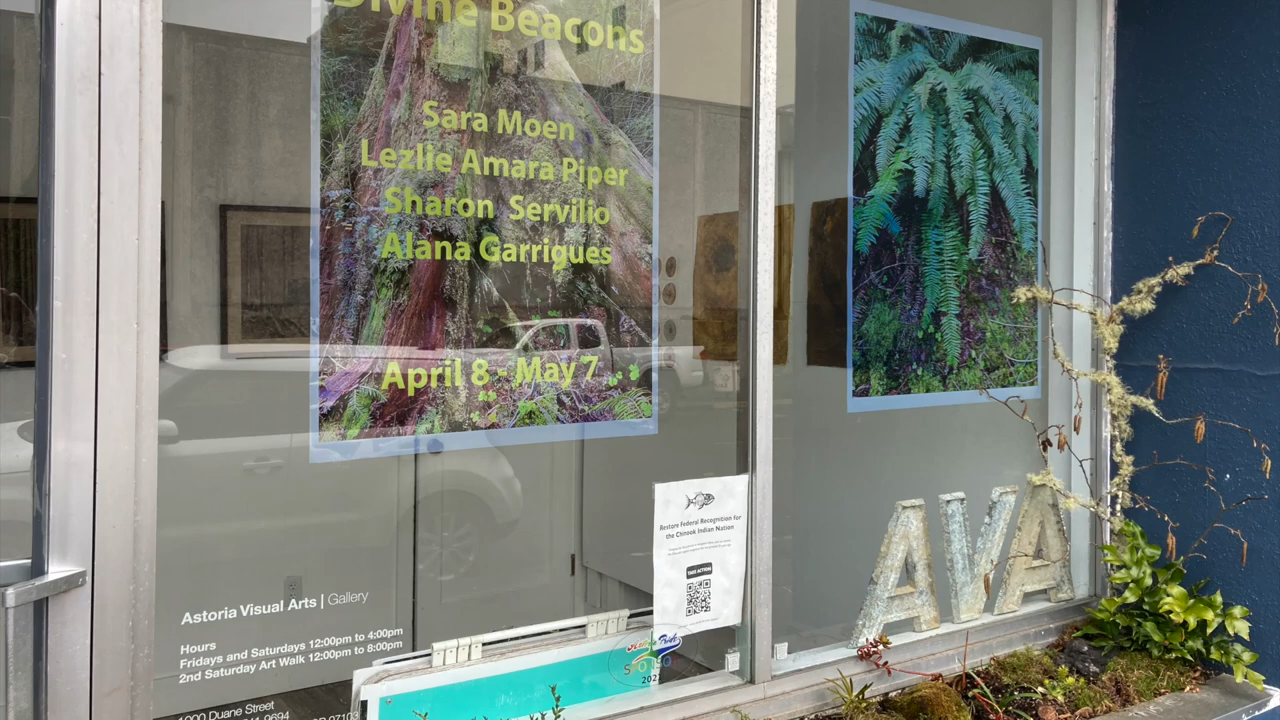 Divine Beacons
Sara Moen
Lezlie Amara Piper
Sharon Servilio
Alana Garrigues
April 8 - May 7
Restore Federal Recognition for
the Chinook Indian Nation
TAKE ACTION
AVA
Astoria Visual Arts | Gallery
Hours
Fridays and Saturdays 12:00pm to 4:00pm
2nd Saturday Art Walk 12:00pm to 8:00pm
1000 Duane Street